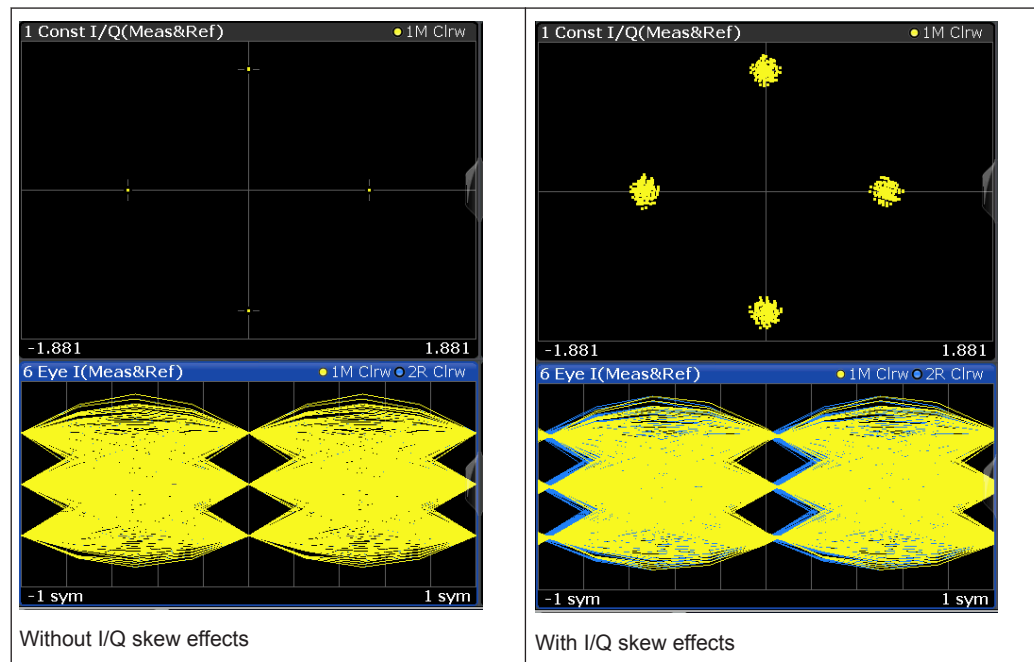 1 Const I/Q(Meas&Ref) 1M Clrw
-1.881 1.881
6 Eye I(Meas&Ref) 1M Clrw 2R Clrw
-1 sym 1 sym
Without I/Q skew effects
1 Const I/Q(Meas&Ref) 1M Clrw
-1.881 1.881
6 Eye I(Meas&Ref) 1M Clrw 2R Clrw
-1 sym 1 sym
With I/Q skew effects